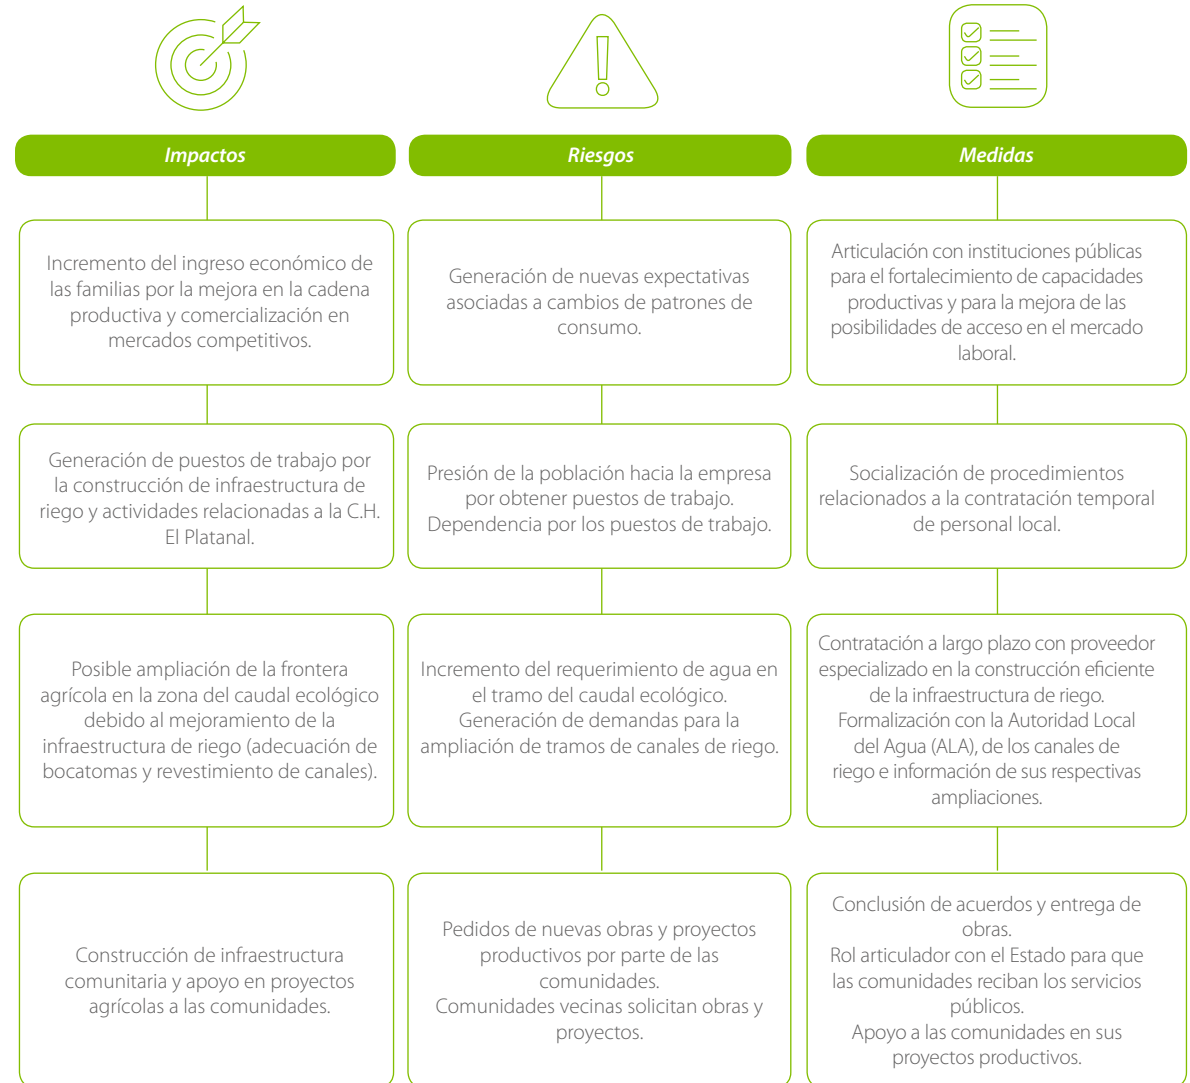 Impactos
Riesgos
Medidas
Incremento del ingreso económico de
las familias por la mejora en la cadena
productiva y comercialización en
mercados competitivos.
Generación de nuevas expectativas
asociadas a cambios de patrones de
consumo.
Articulación con instituciones públicas
para el fortalecimiento de capacidades
productivas y para la mejora de las
posibilidades de acceso en el mercado
laboral.
Generación de puestos de trabajo por
la construcción de infraestructura de
riego y actividades relacionadas a la C.H.
El Platanal.
Presión de la población hacia la empresa
por obtener puestos de trabajo.
Dependencia por los puestos de trabajo.
Socialización de procedimientos
relacionados a la contratación temporal
de personal local.
Posible ampliación de la frontera
agrícola en la zona del caudal ecológico
debido al mejoramiento de la
infraestructura de riego (adecuación de
bocatomas y revestimiento de canales).
Incremento del requerimiento de agua en
el tramo del caudal ecológico.
Generación de demandas para la
ampliación de tramos de canales de riego.
Contratación a largo plazo con proveedor
especializado en la construcción eficiente
de la infraestructura de riego.
Formalización con la Autoridad Local
del Agua (ALA), de los canales de
riego e información de sus respectivas
ampliaciones.
Construcción de infraestructura
comunitaria y apoyo en proyectos
agrícolas a las comunidades.
Pedidos de nuevas obras y proyectos
productivos por parte de las
comunidades.
Comunidades vecinas solicitan obras y
proyectos.
Conclusión de acuerdos y entrega de
obras.
Rol articulador con el Estado para que
las comunidades reciban los servicios
públicos.
Apoyo a las comunidades en sus
proyectos productivos.